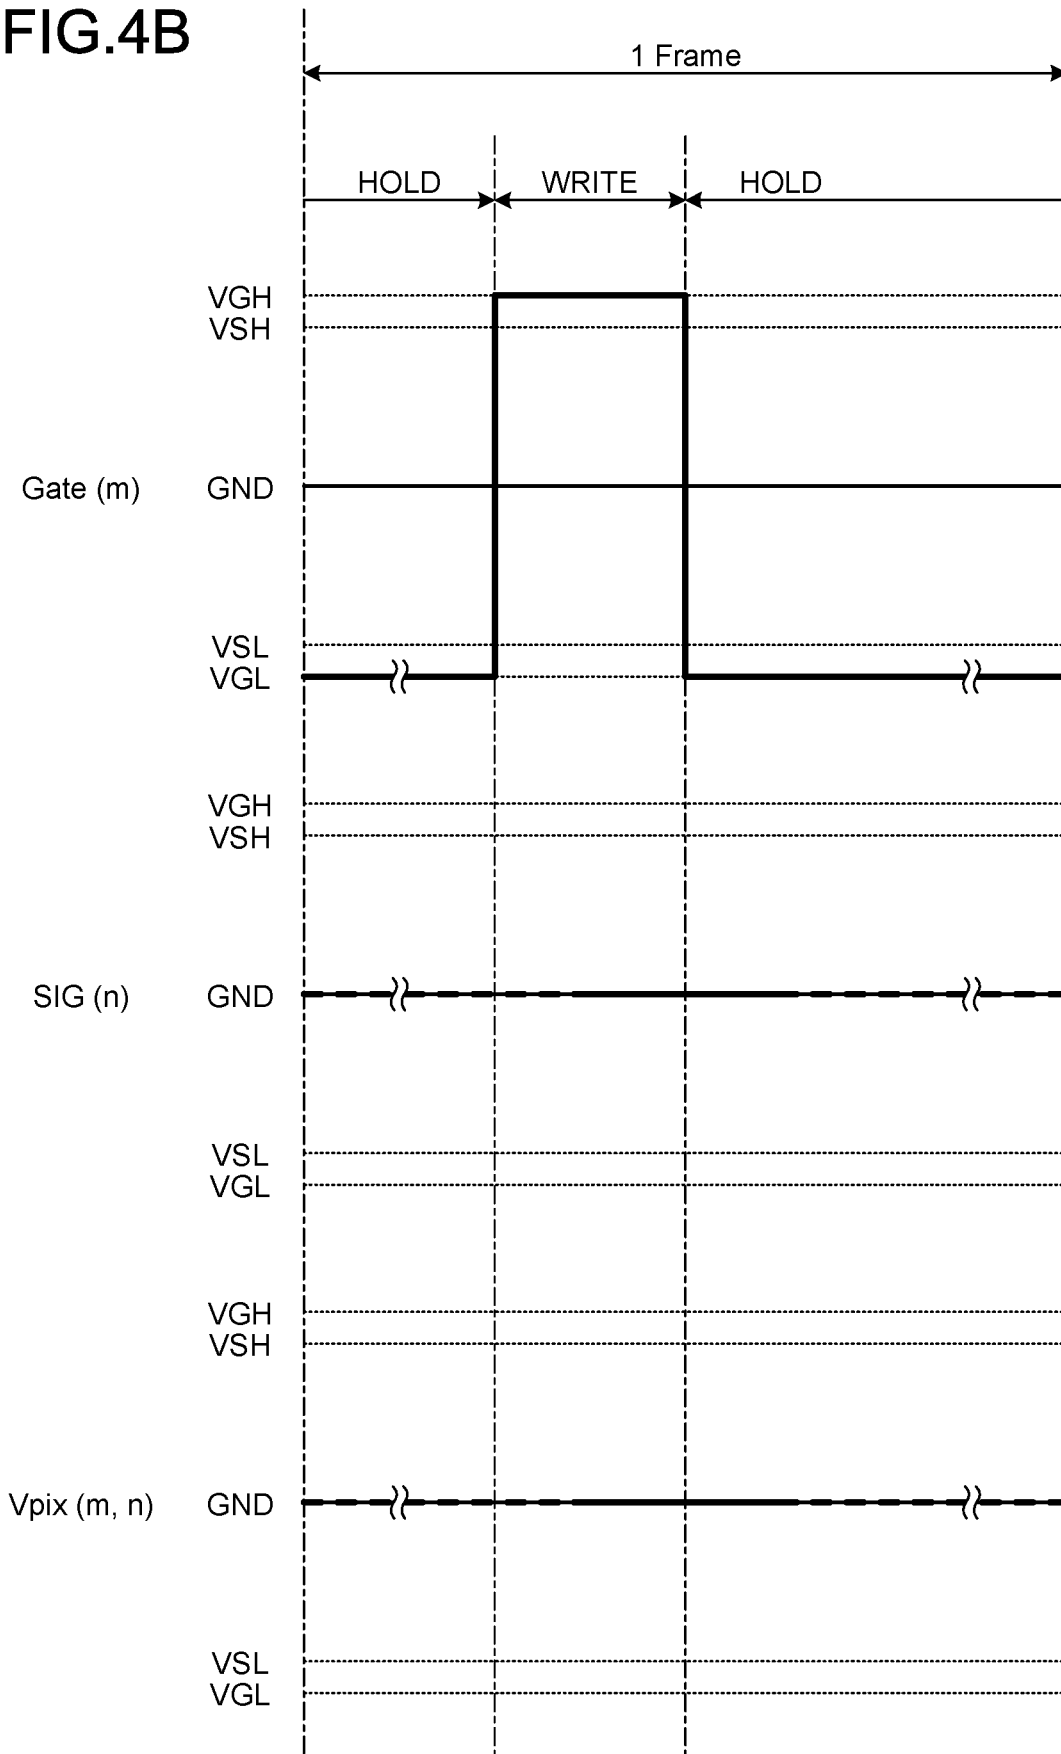 FIG.4B
1 Frame
HOLD WRITE HOLD
VGH
VSH
Gate (m) GND
VSL
VGL
VGH
VSH
SIG (n) GND
VSL
VGL
VGH
VSH
Vpix (m, n) GND
VSL
VGL